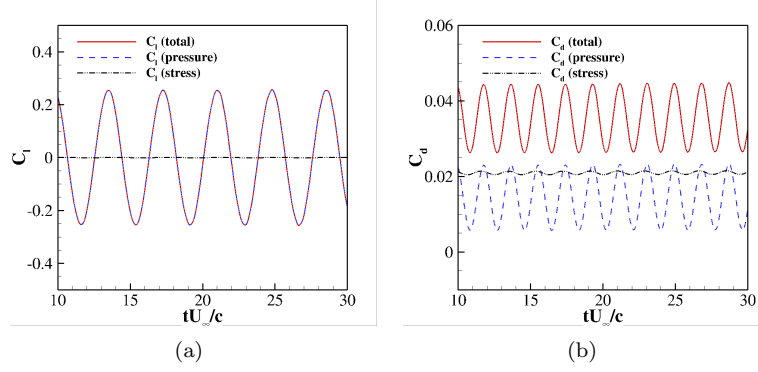 C_l (total)
C_l (pressure)
C_l (stress)
0.4
0.2
0
-0.2
-0.4
C_l
10
15
20
25
30
tU_∞/c
(a)
C_d (total)
C_d (pressure)
C_d (stress)
0.06
0.04
0.02
0
C_d
10
15
20
25
30
tU_∞/c
(b)